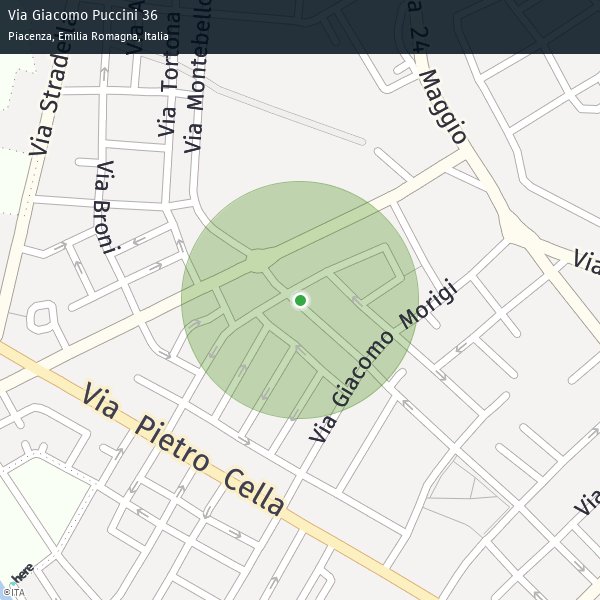 Via Giacomo Puccini 36
Piacenza, Emilia Romagna, Italia
Via Stradella
Via Tortona
Via Montebello
Via 24 Maggio
Via Broni
Via
Via Giacomo Morigi
Via Pietro Cella
Via
here
©ITA